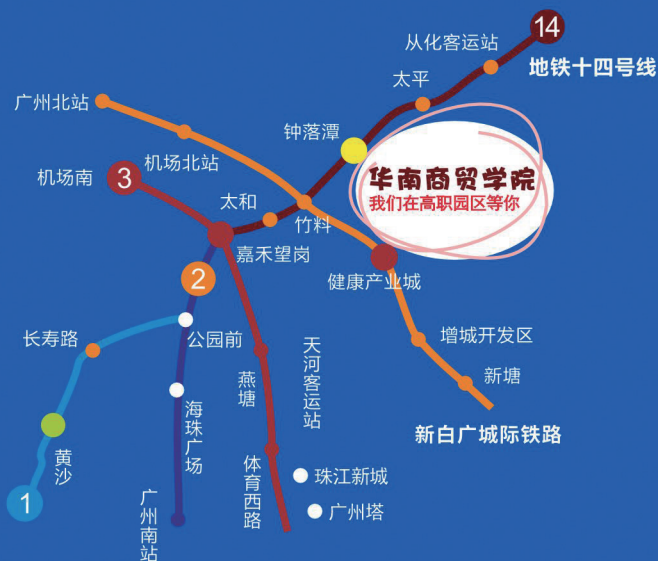 14
从化客运站
地铁十四号线
太平
广州北站
钟落潭
机场北站
机场南
3
华南商贸学院
我们在高职园区等你
太和
竹料
嘉禾望岗
健康产业城
2
长寿路
公园前
天河客运站
增城开发区
燕塘
新塘
海珠广场
新白广城际铁路
黄沙
体育西路
珠江新城
1
广州南站
广州塔